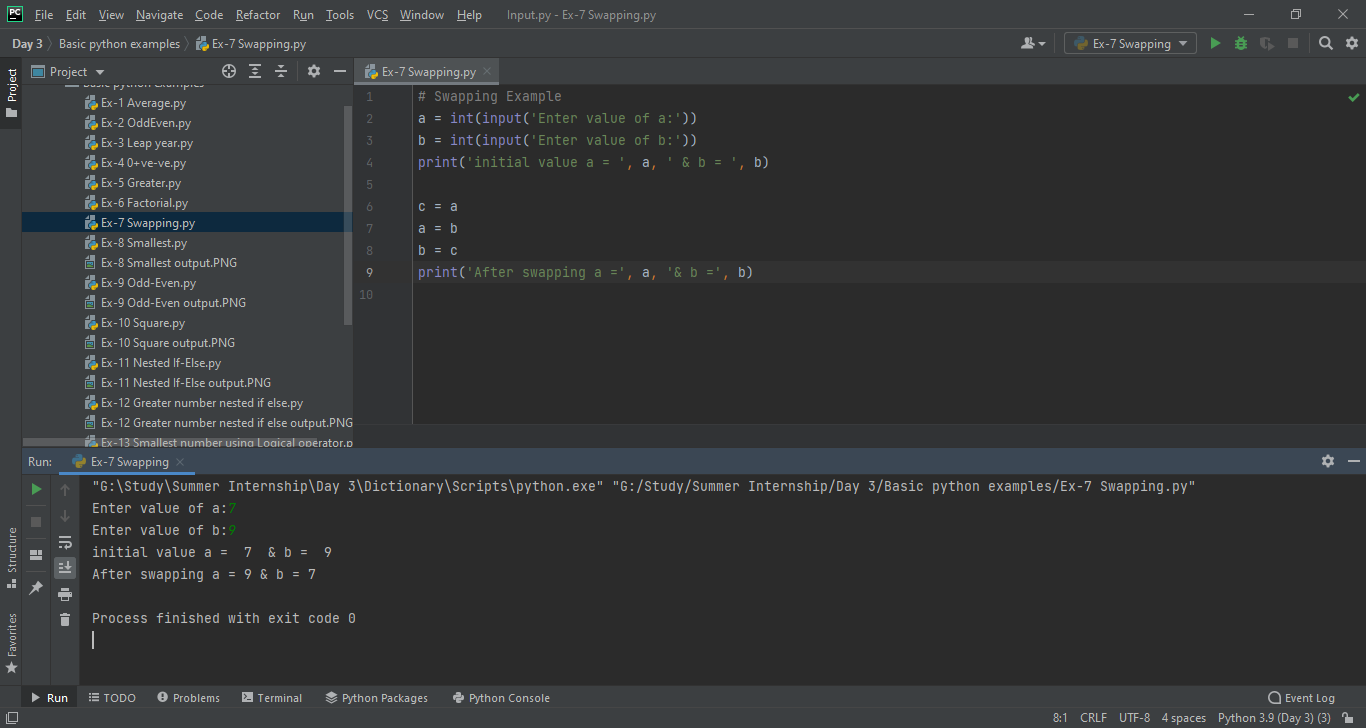 PC File Edit View Navigate Code Refactor Run Tools VCS Window Help Input.py - Ex-7 Swapping.py
Day 3 Basic python examples Ex-7 Swapping.py Ex-7 Swapping
Project
Project
Ex-7 Swapping.py
Basic python examples
Ex-1 Average.py
Ex-2 OddEven.py
Ex-3 Leap year.py
Ex-4 0+ve-ve.py
Ex-5 Greater.py
Ex-6 Factorial.py
Ex-7 Swapping.py
Ex-8 Smallest.py
Ex-8 Smallest output.PNG
Ex-9 Odd-Even.py
Ex-9 Odd-Even output.PNG
Ex-10 Square.py
Ex-10 Square output.PNG
Ex-11 Nested If-Else.py
Ex-11 Nested If-Else output.PNG
Ex-12 Greater number nested if else.py
Ex-12 Greater number nested if else output.PNG
Ex-13 Smallest number using Logical operator.p
1 # Swapping Example
2 a = int(input('Enter value of a:'))
3 b = int(input('Enter value of b:'))
4 print('initial value a = ', a, ' & b = ', b)
5
6 c = a
7 a = b
8 b = c
9 print('After swapping a =', a, '& b =', b)
10
Run: Ex-7 Swapping
"G:\Study\Summer Internship\Day 3\Dictionary\Scripts\python.exe" "G:/Study/Summer Internship/Day 3/Basic python examples/Ex-7 Swapping.py"
Enter value of a:7
Enter value of b:9
initial value a =  7  & b =  9
After swapping a = 9 & b = 7
Process finished with exit code 0
Structure
Favorites
Run TODO Problems Terminal Python Packages Python Console Event Log
8:1 CRLF UTF-8 4 spaces Python 3.9 (Day 3) (3)